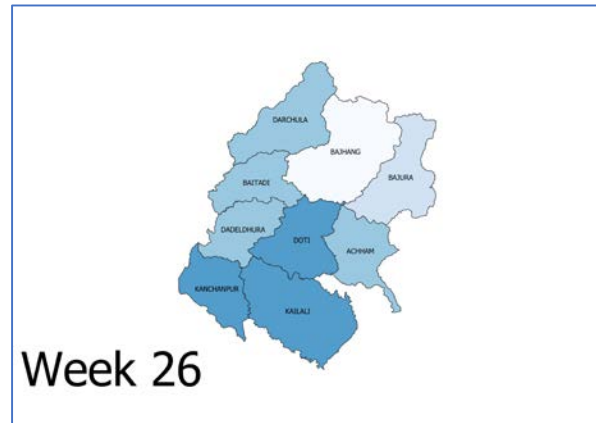 DARCHULA
BAJHANG
BAJURA
BAITADI
DADELDHURA
DOTI
ACHHAM
KANCHANPUR
KAILALI
Week 26